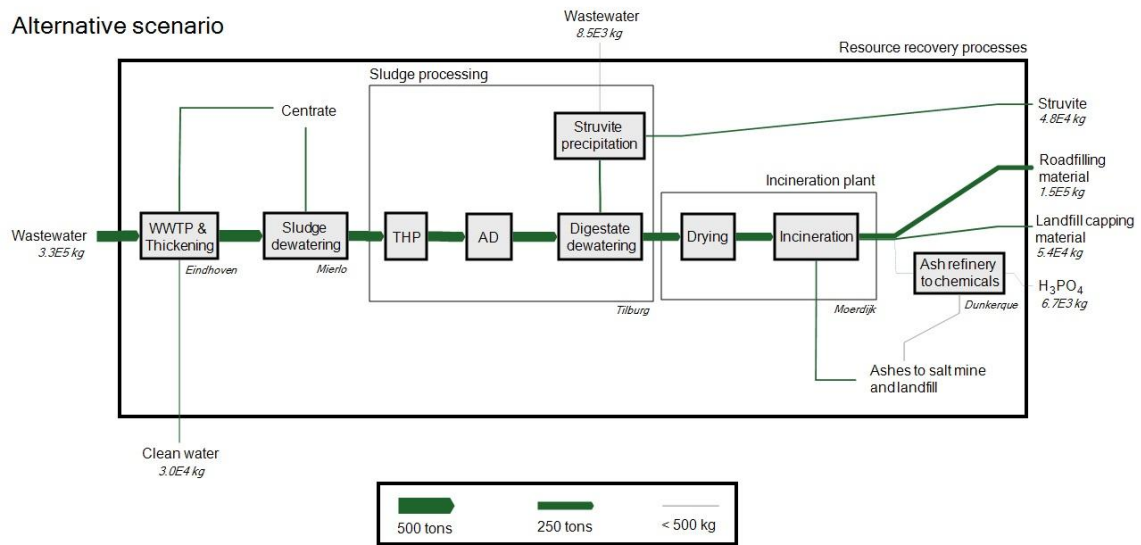 Alternative scenario
Wastewater
8.5E3 kg
Resource recovery processes
Sludge processing
Centrate
Struvite
precipitation
Struvite
4.8E4 kg
Incineration plant
Roadfilling
material
1.5E5 kg
Wastewater
3.3E5 kg
WWTP &
Thickening
Eindhoven
Sludge
dewatering
Mierlo
THP
AD
Digestate
dewatering
Tilburg
Drying
Incineration
Moerdijk
Landfill capping
material
5.4E4 kg
Ash refinery
to chemicals
Dunkerque
H₃PO₄
6.7E3 kg
Ashes to salt mine
and landfill
Clean water
3.0E4 kg
500 tons
250 tons
< 500 kg